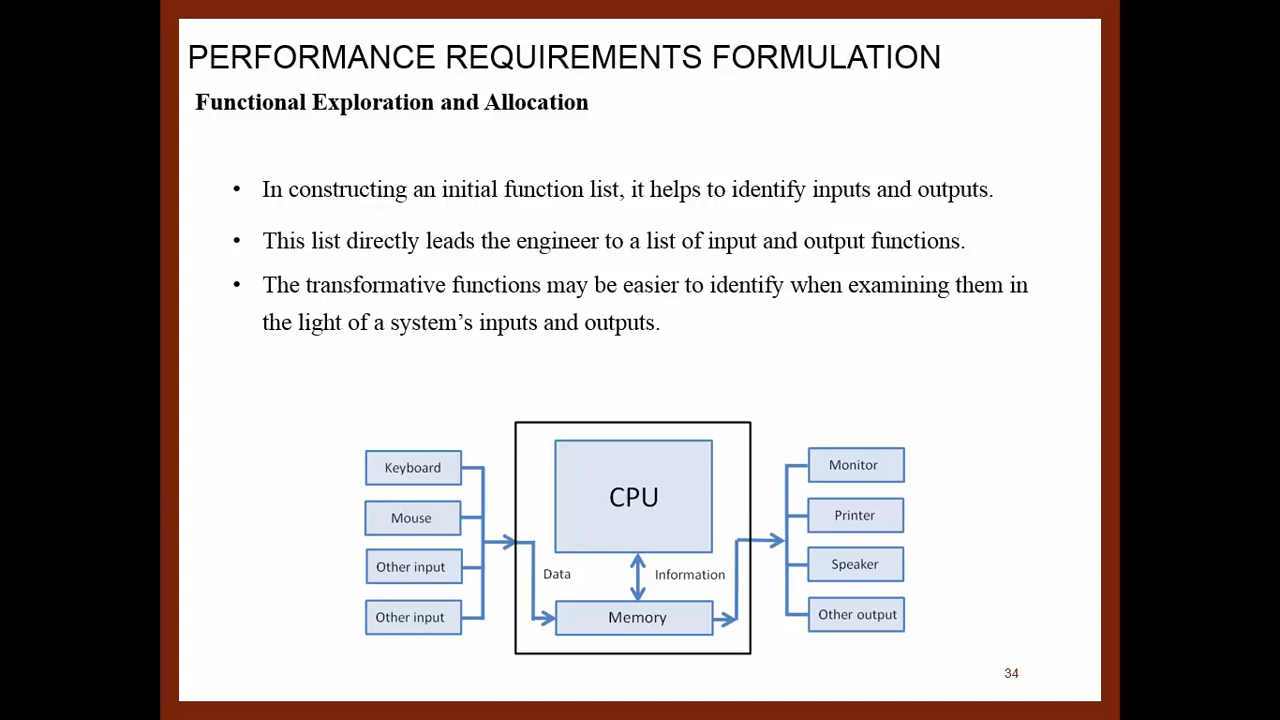 PERFORMANCE REQUIREMENTS FORMULATION
Functional Exploration and Allocation
• In constructing an initial function list, it helps to identify inputs and outputs.
• This list directly leads the engineer to a list of input and output functions.
• The transformative functions may be easier to identify when examining them in
the light of a system’s inputs and outputs.
Keyboard
Mouse
Other input
Other input
CPU
Data
Information
Memory
Monitor
Printer
Speaker
Other output
34